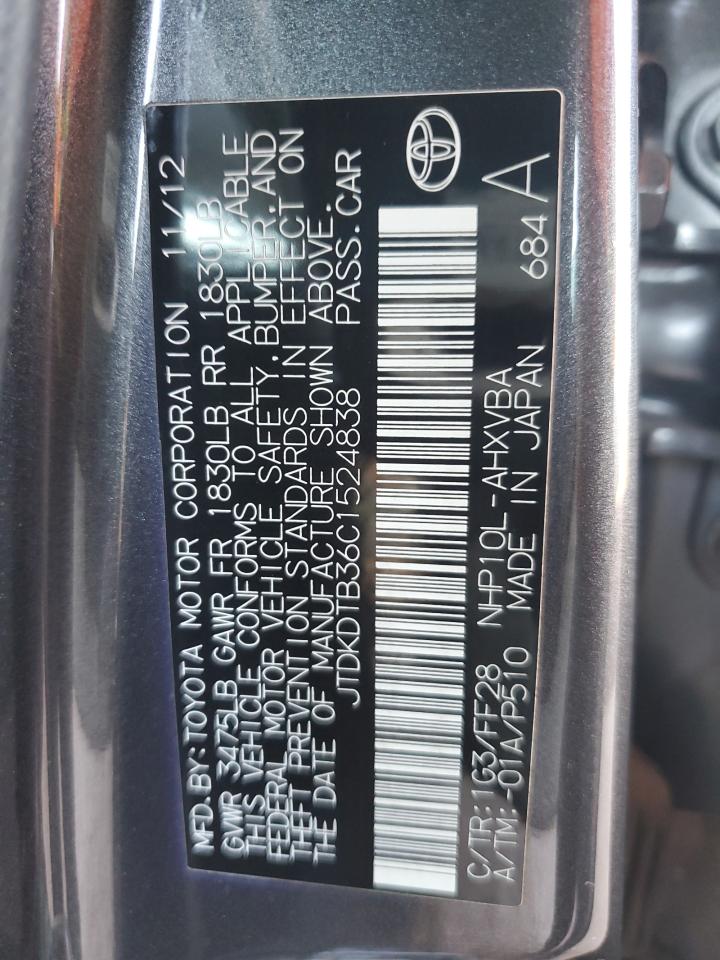 MFD.BY:TOYOTA MOTOR CORPORATION 11/12
GVWR 3475LB GAWR FR 1830LB RR 1830LB
THIS VEHICLE CONFORMS TO ALL APPLICABLE
FEDERAL MOTOR VEHICLE SAFETY,BUMPER,AND
THEFT PREVENTION STANDARDS IN EFFECT ON
THE DATE OF MANUFACTURE SHOWN ABOVE.
JTDKDTB36C1524838 PASS.CAR
C/TR:1G3/FF28 NHP10L-AHXVBA 684 A
A/TM:-01A/P510 MADE IN JAPAN